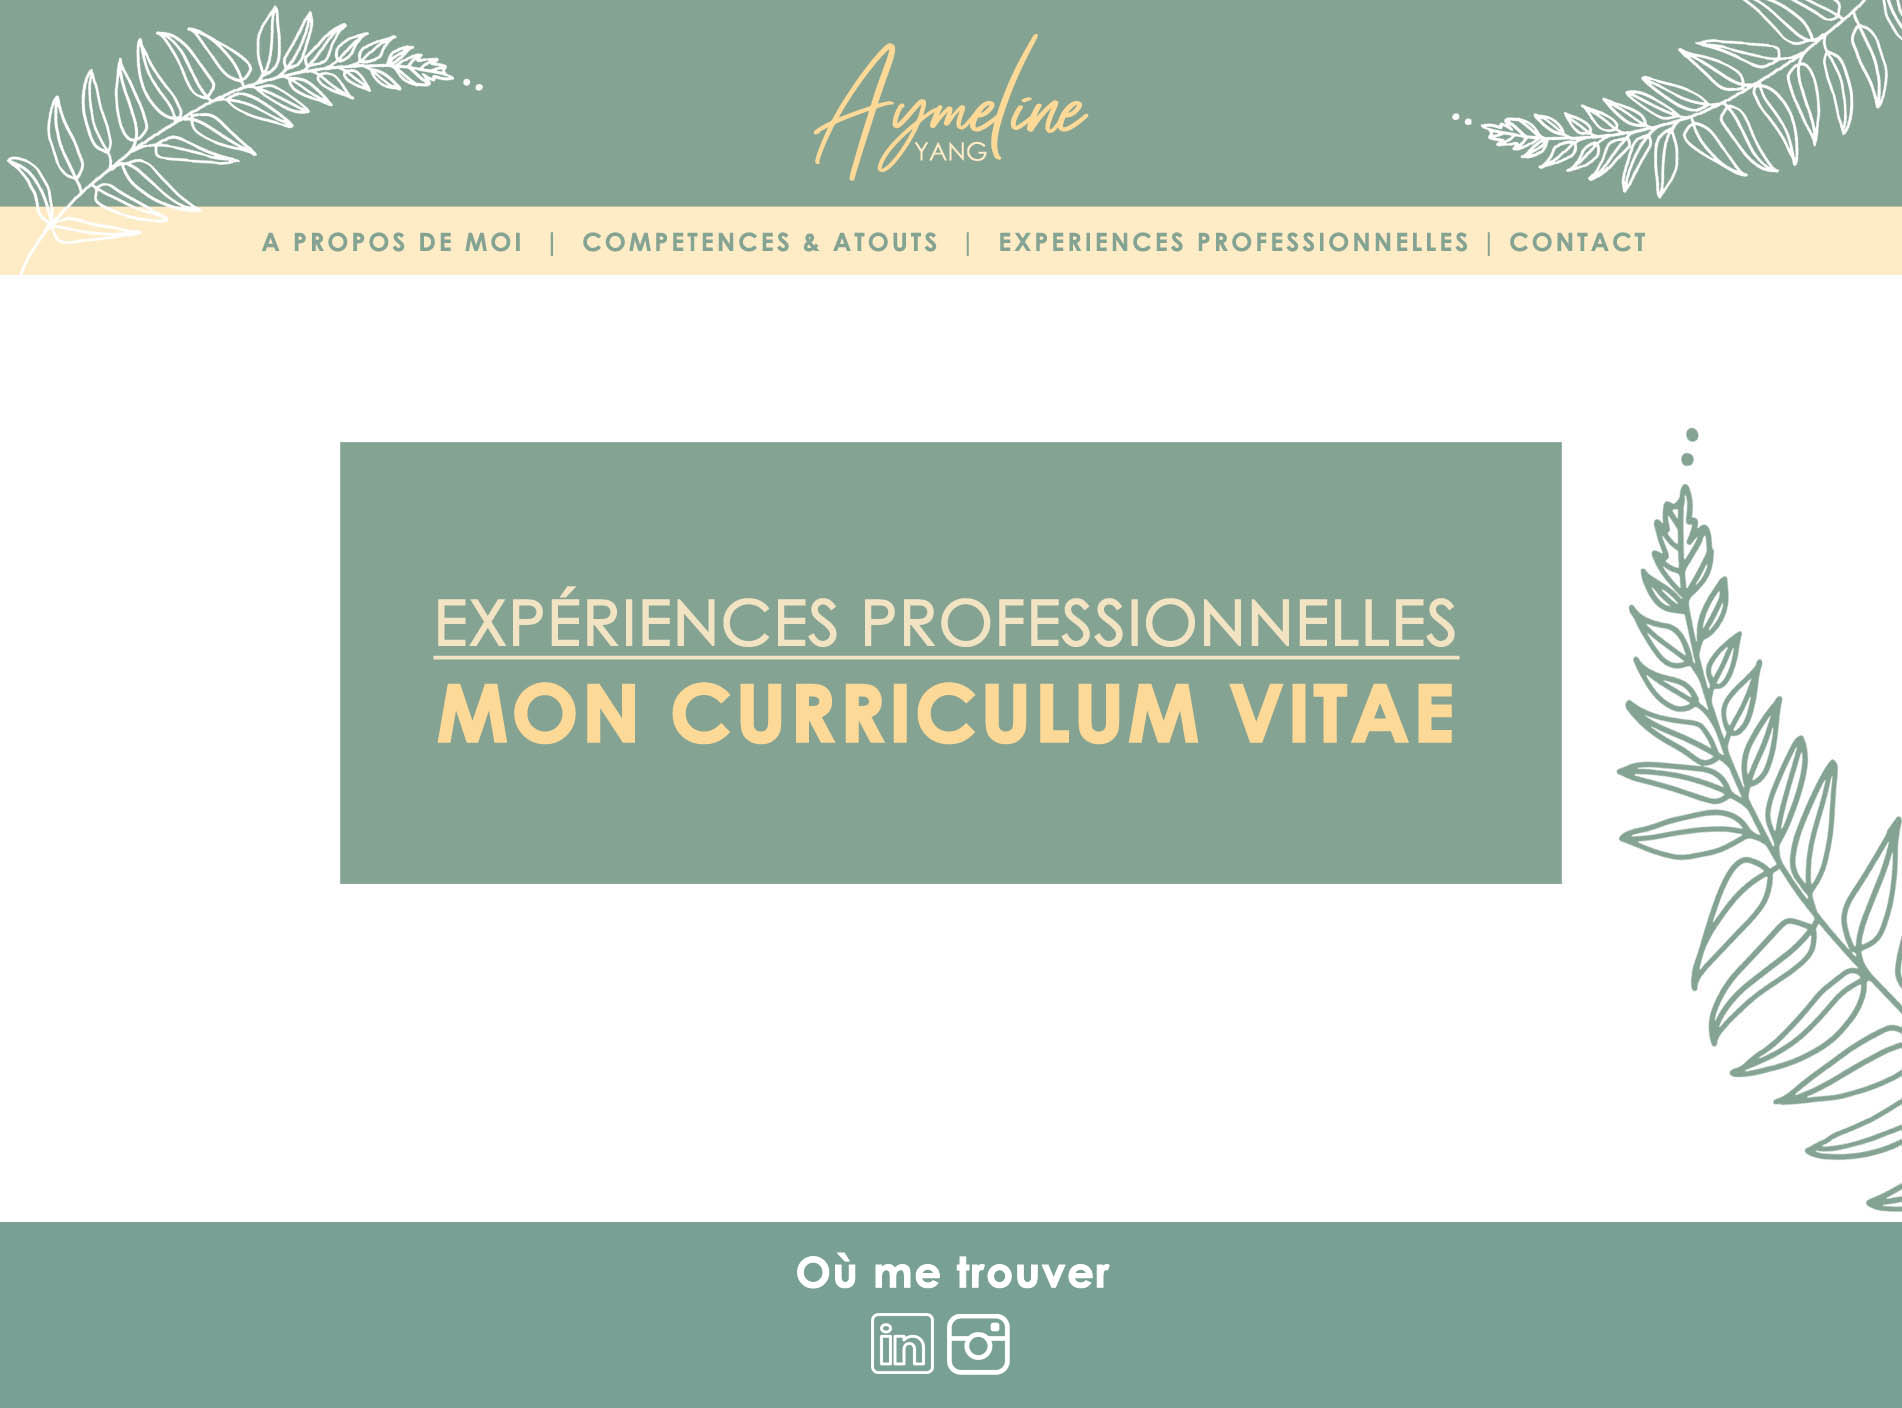 Aymeline
YANG
A PROPOS DE MOI | COMPETENCES & ATOUTS | EXPERIENCES PROFESSIONNELLES | CONTACT
EXPÉRIENCES PROFESSIONNELLES
MON CURRICULUM VITAE
Où me trouver
in